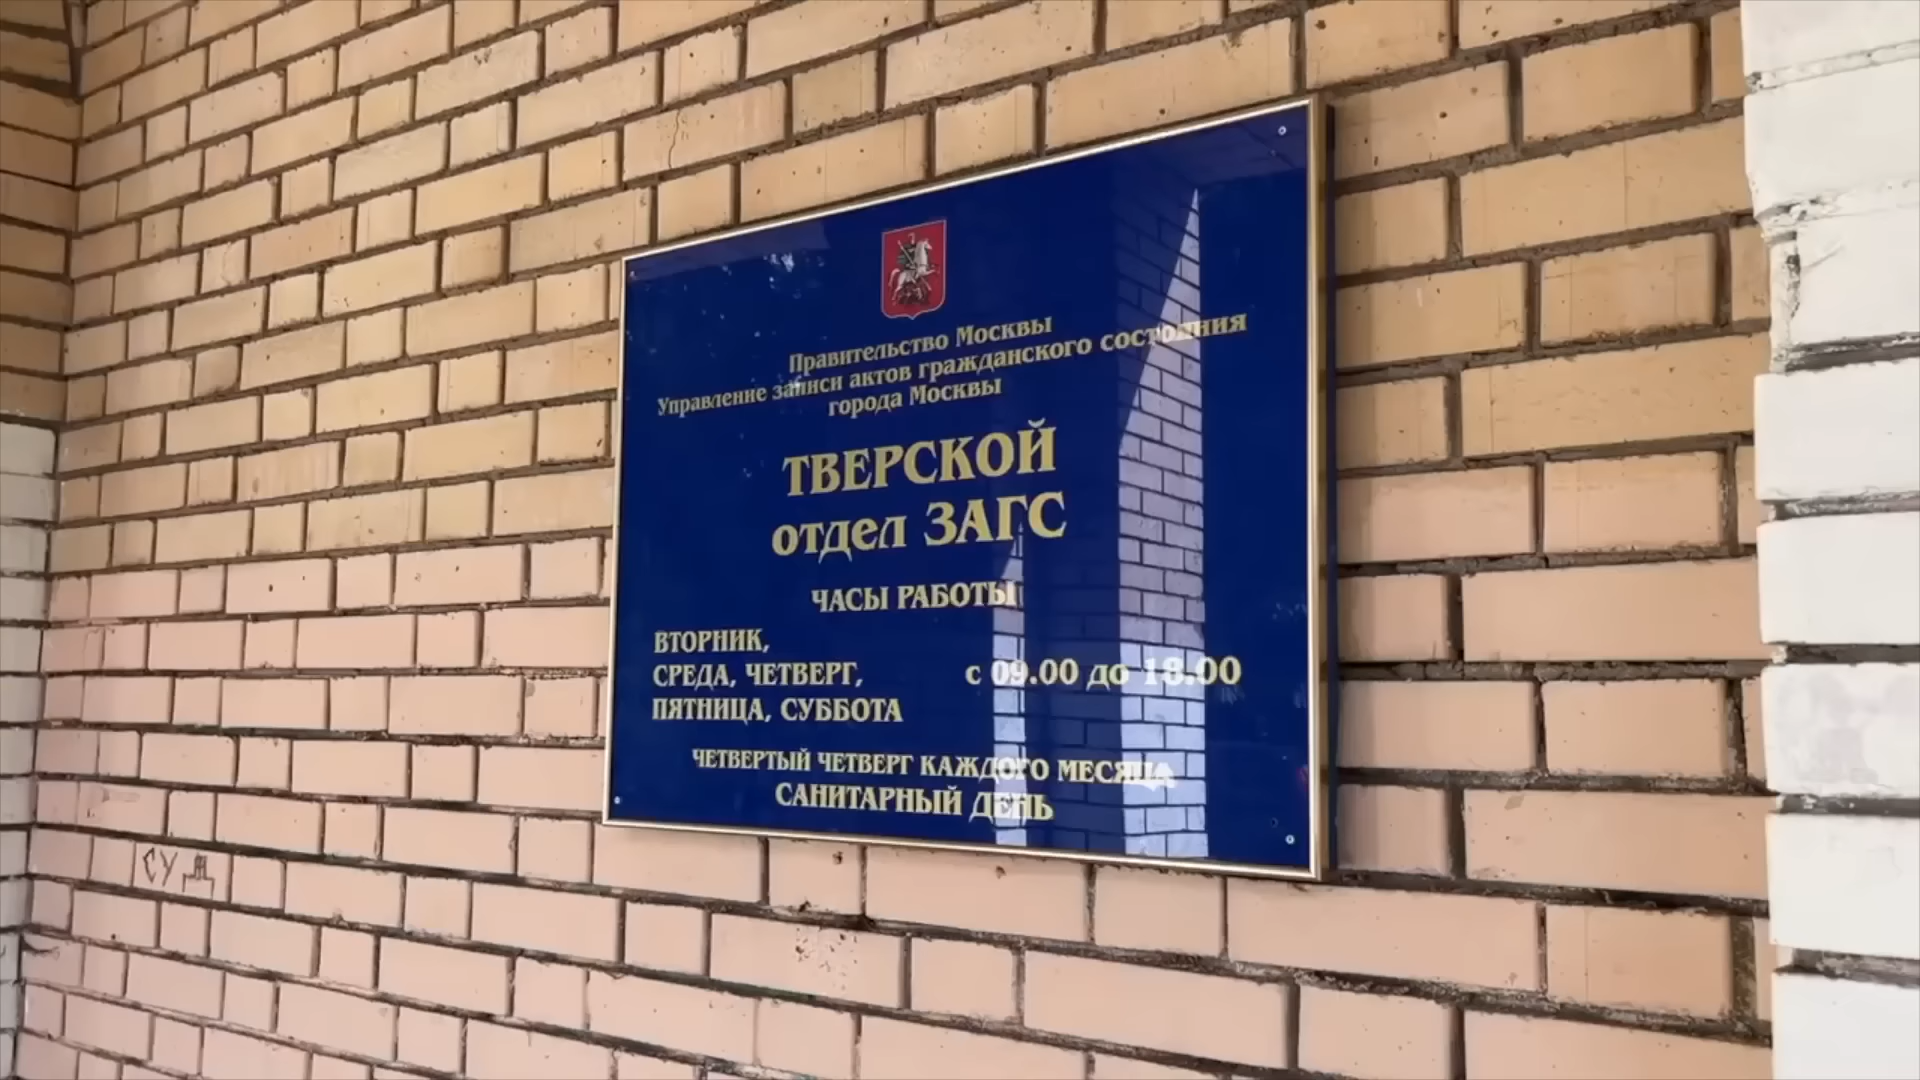 Правительство Москвы
Управление записи актов гражданского состояния
города Москвы
ТВЕРСКОЙ
отдел ЗАГС
ЧАСЫ РАБОТЫ
ВТОРНИК,
СРЕДА, ЧЕТВЕРГ, с 09.00 до 18.00
ПЯТНИЦА, СУББОТА
ЧЕТВЕРТЫЙ ЧЕТВЕРГ КАЖДОГО МЕСЯЦА
САНИТАРНЫЙ ДЕНЬ
СУД